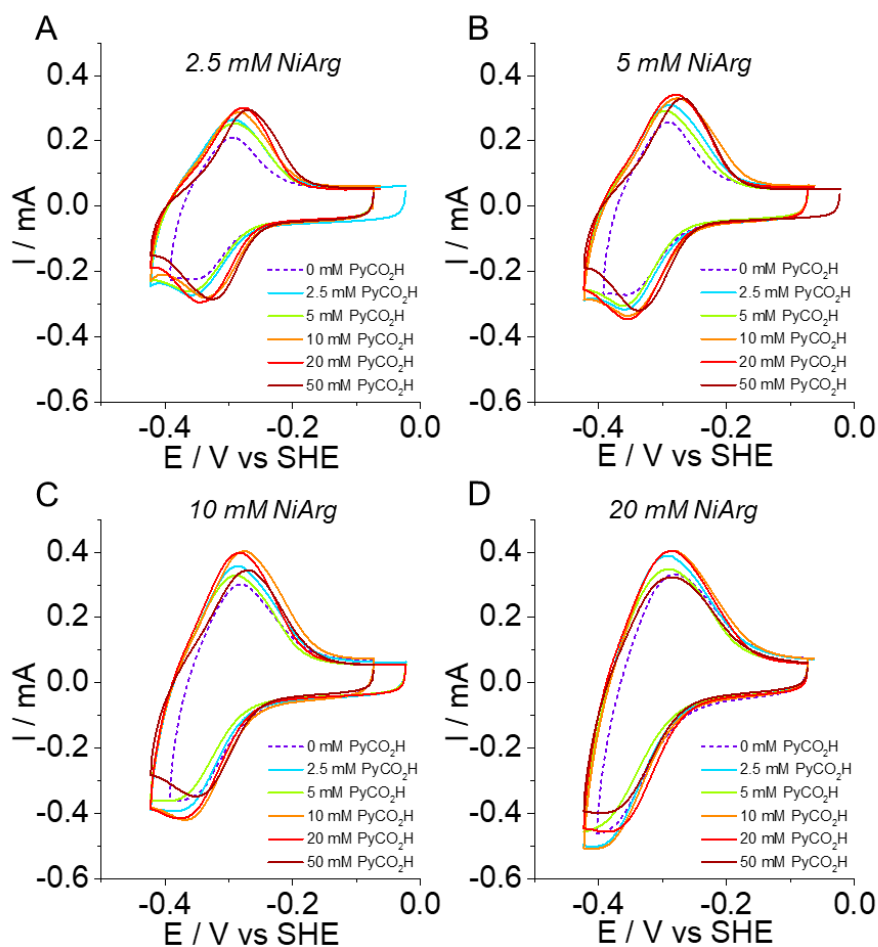 A
2.5 mM NiArg
I / mA
0.4
0.2
0.0
-0.2
-0.4
-0.6
0 mM PyCO2H
2.5 mM PyCO2H
5 mM PyCO2H
10 mM PyCO2H
20 mM PyCO2H
50 mM PyCO2H
-0.4 -0.2 0.0
E / V vs SHE
B
5 mM NiArg
I / mA
0.4
0.2
0.0
-0.2
-0.4
-0.6
0 mM PyCO2H
2.5 mM PyCO2H
5 mM PyCO2H
10 mM PyCO2H
20 mM PyCO2H
50 mM PyCO2H
-0.4 -0.2 0.0
E / V vs SHE
C
10 mM NiArg
I / mA
0.4
0.2
0.0
-0.2
-0.4
-0.6
0 mM PyCO2H
2.5 mM PyCO2H
5 mM PyCO2H
10 mM PyCO2H
20 mM PyCO2H
50 mM PyCO2H
-0.4 -0.2 0.0
E / V vs SHE
D
20 mM NiArg
I / mA
0.4
0.2
0.0
-0.2
-0.4
-0.6
0 mM PyCO2H
2.5 mM PyCO2H
5 mM PyCO2H
10 mM PyCO2H
20 mM PyCO2H
50 mM PyCO2H
-0.4 -0.2 0.0
E / V vs SHE